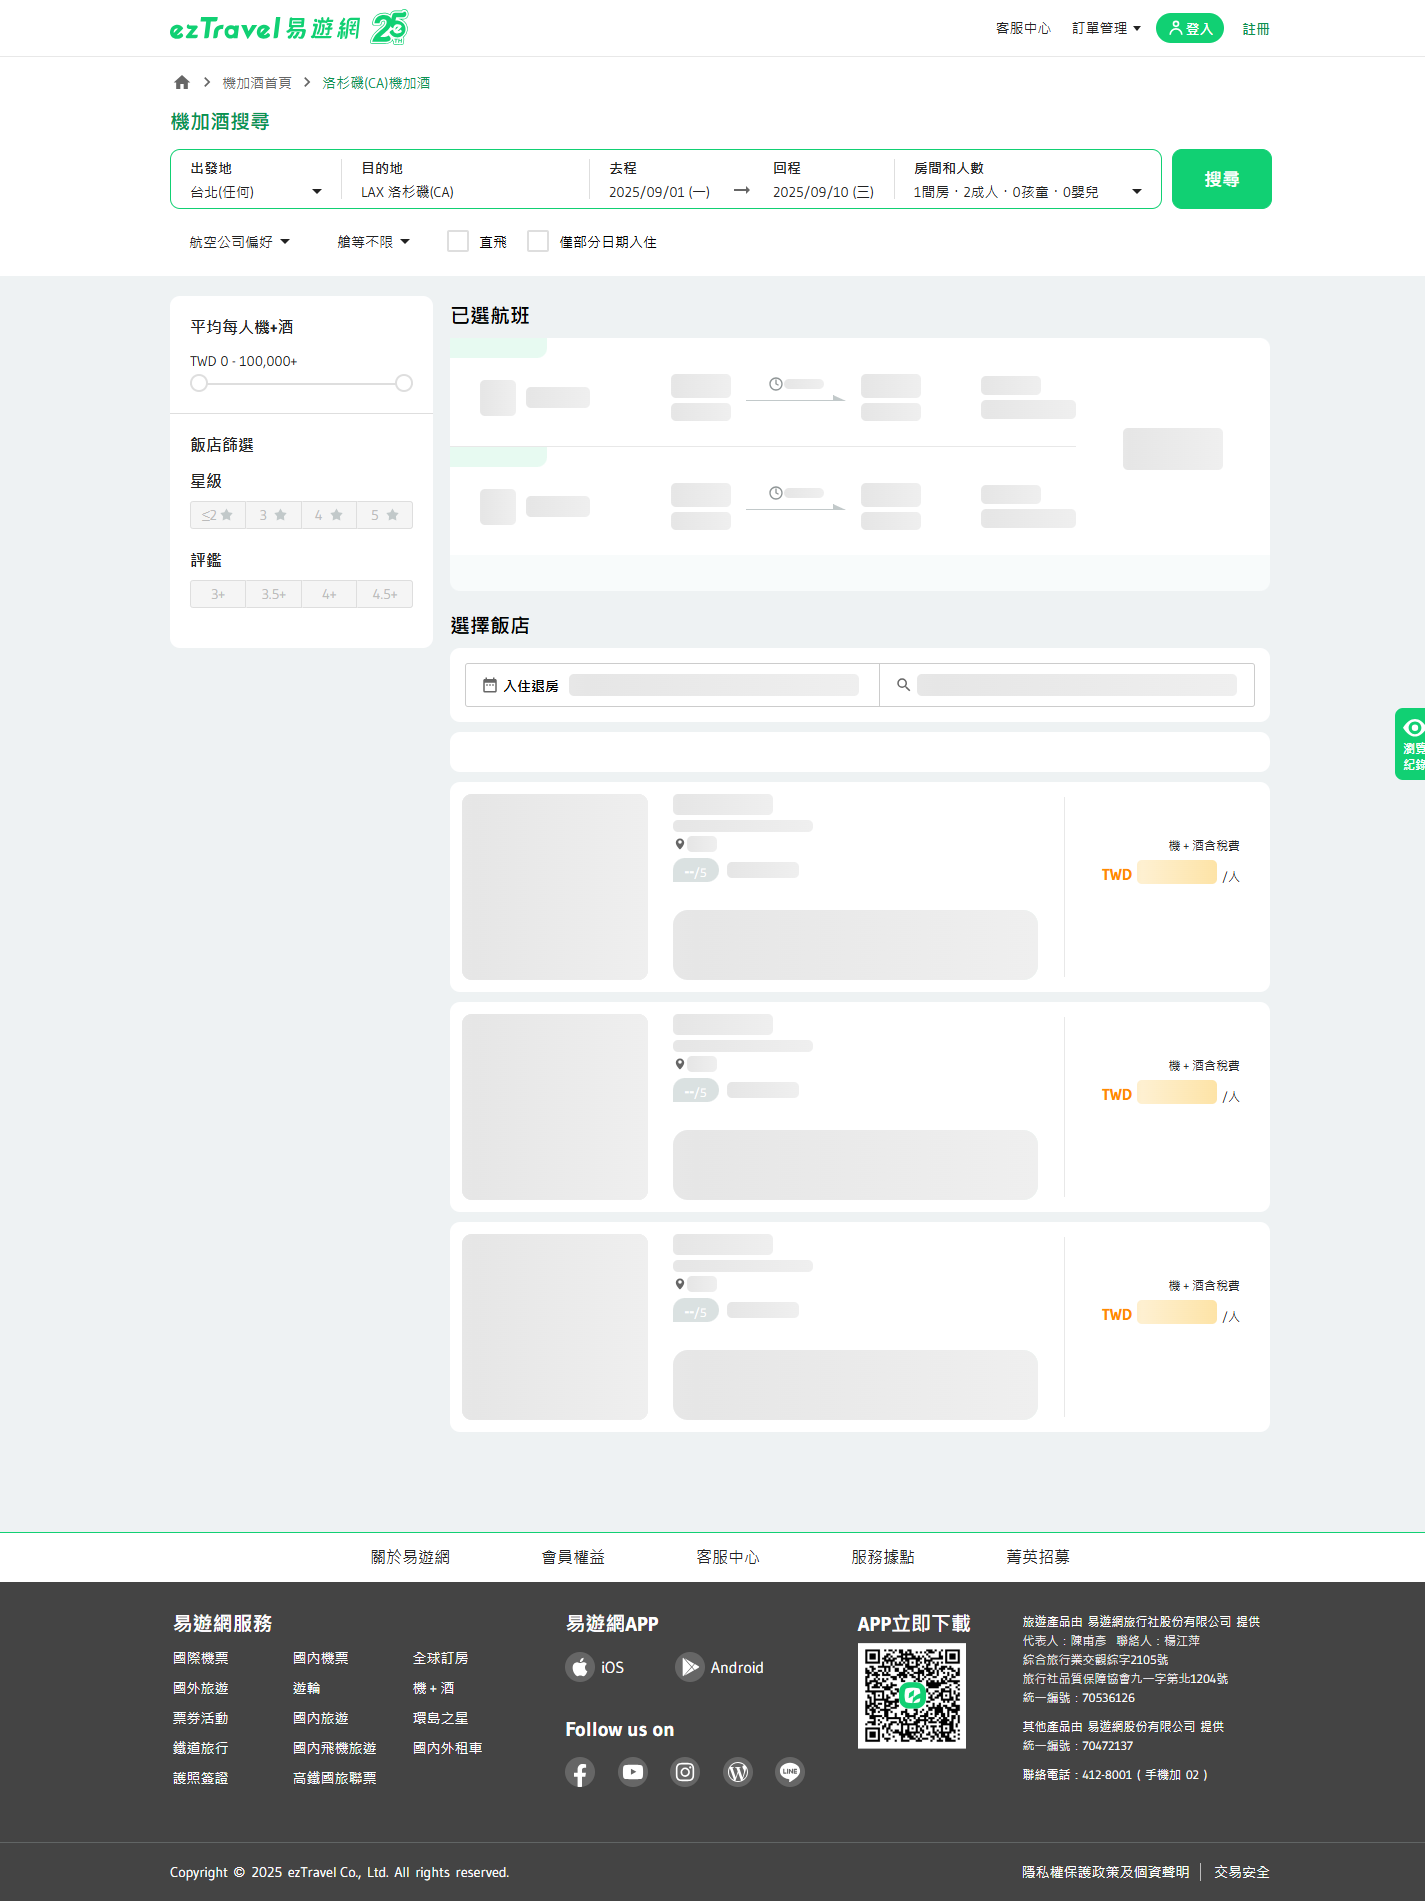 ezTravel 易遊網 25TH
客服中心 訂單管理 登入 註冊
機加酒首頁 洛杉磯(CA)機加酒
機加酒搜尋
出發地 目的地 去程 回程 房間和人數
台北(任何) LAX 洛杉磯(CA) 2025/09/01 (一) 2025/09/10 (三) 1間房・2成人・0孩童・0嬰兒
搜尋
航空公司偏好 艙等不限 直飛 僅部分日期入住
平均每人機+酒
TWD 0 - 100,000+
飯店篩選
星級
≤2 3 4 5
評鑑
3+ 3.5+ 4+ 4.5+
已選航班
選擇飯店
入住退房
瀏覽
紀錄
機 + 酒含稅費
--/5
TWD /人
機 + 酒含稅費
--/5
TWD /人
機 + 酒含稅費
--/5
TWD /人
關於易遊網 會員權益 客服中心 服務據點 菁英招募
易遊網服務
國際機票 國內機票 全球訂房
國外旅遊 遊輪 機 + 酒
票券活動 國內旅遊 環島之星
鐵道旅行 國內飛機旅遊 國內外租車
護照簽證 高鐵國旅聯票
易遊網APP
iOS Android
Follow us on
LINE
APP立即下載
旅遊產品由 易遊網旅行社股份有限公司 提供
代表人：陳甫彥 聯絡人：楊江萍
綜合旅行業交觀綜字2105號
旅行社品質保障協會九一字第北1204號
統一編號：70536126
其他產品由 易遊網股份有限公司 提供
統一編號：70472137
聯絡電話：412-8001 ( 手機加 02 )
Copyright © 2025 ezTravel Co., Ltd. All rights reserved.
隱私權保護政策及個資聲明 交易安全